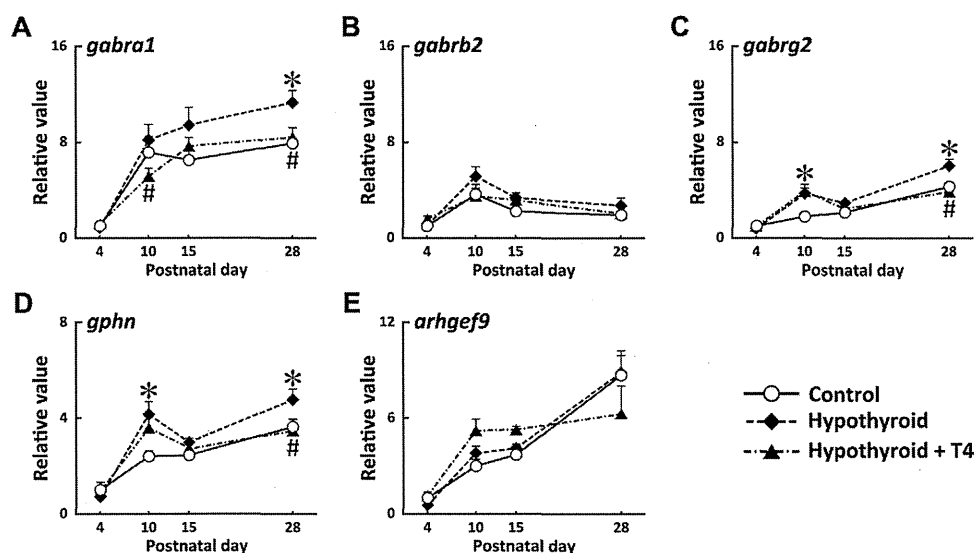 A
gabra1
16
8
0
Relative value
*
#
#
4 10 15 28
Postnatal day
B
gabrb2
16
8
0
Relative value
4 10 15 28
Postnatal day
C
gabrg2
16
8
0
Relative value
*
*
#
4 10 15 28
Postnatal day
D
gphn
8
4
0
Relative value
*
*
#
4 10 15 28
Postnatal day
E
arhgef9
12
6
0
Relative value
4 10 15 28
Postnatal day
Control
Hypothyroid
Hypothyroid + T4